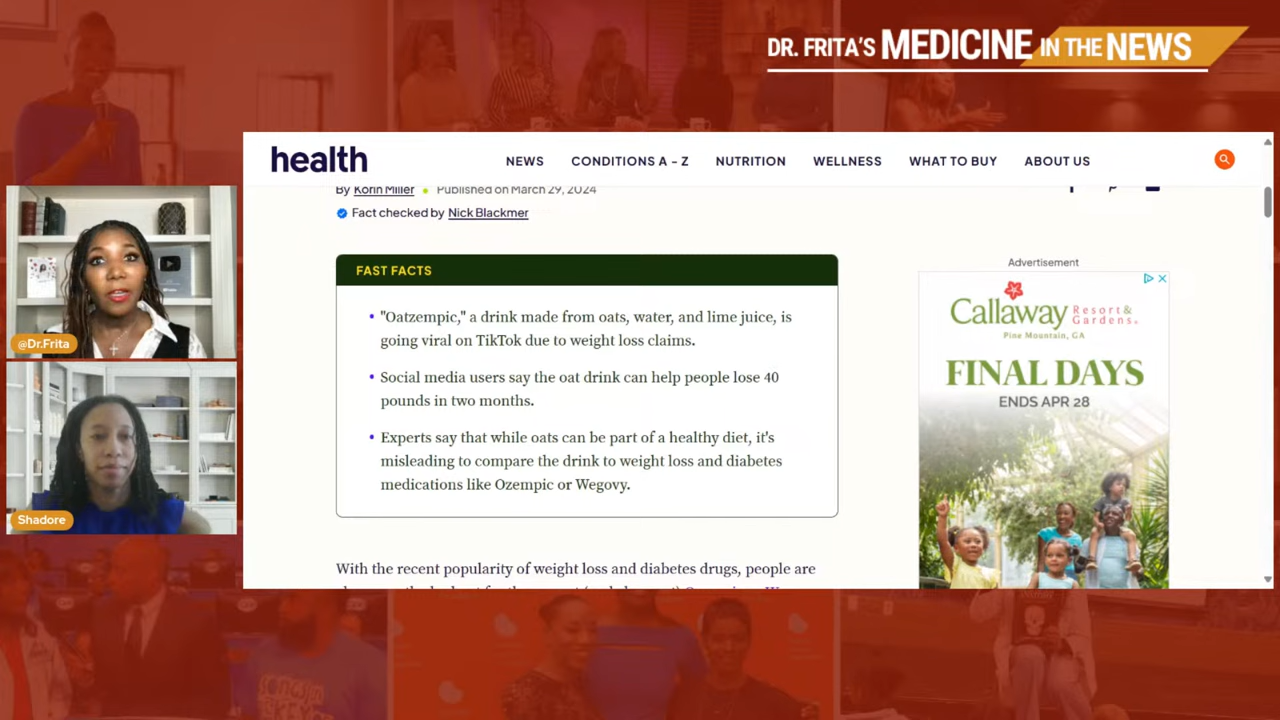 DR. FRITA'S MEDICINE IN THE NEWS
health
NEWS CONDITIONS A - Z NUTRITION WELLNESS WHAT TO BUY ABOUT US
By Korin Miller Published on March 29, 2024
Fact checked by Nick Blackmer
FAST FACTS
• "Oatzempic," a drink made from oats, water, and lime juice, is
going viral on TikTok due to weight loss claims.
• Social media users say the oat drink can help people lose 40
pounds in two months.
• Experts say that while oats can be part of a healthy diet, it's
misleading to compare the drink to weight loss and diabetes
medications like Ozempic or Wegovy.
With the recent popularity of weight loss and diabetes drugs, people are
Advertisement
Callaway Resort &
Gardens
Pine Mountain, GA
FINAL DAYS
ENDS APR 28
@Dr.Frita
Shadore